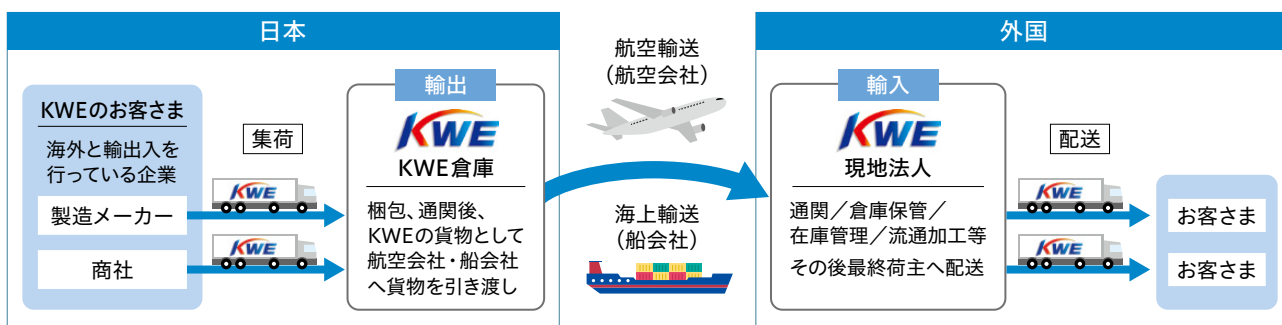 日本
KWEのお客さま
海外と輸出入を
行っている企業
製造メーカー
商社
集荷
KWE
KWE
輸出
KWE
KWE倉庫
梱包、通関後、
KWEの貨物として
航空会社・船会社
へ貨物を引き渡し
航空輸送
（航空会社）
海上輸送
（船会社）
外国
輸入
KWE
現地法人
通関／倉庫保管／
在庫管理／流通加工等
その後最終荷主へ配送
配送
KWE
KWE
お客さま
お客さま